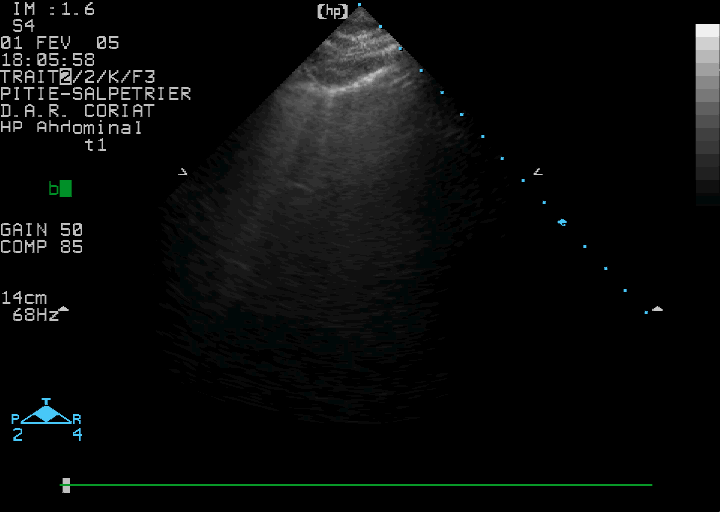 IM :1.6
S4
01 FEV 05
18:05:58
TRAIT2/2/K/F3
PITIE-SALPETRIER
D.A.R. CORIAT
HP Abdominal
t1
[hp]
b
GAIN 50
COMP 85
14cm
68Hz
T
P R
2 4